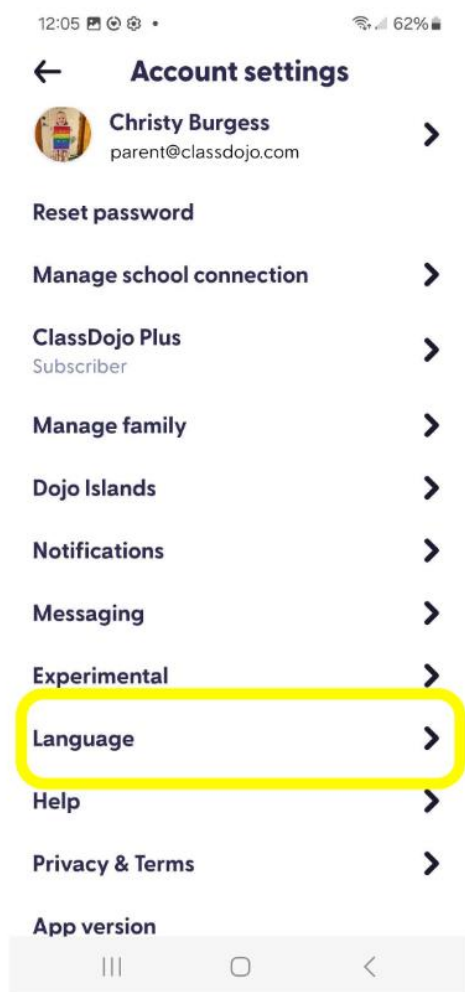 12:05 62%
Account settings
Christy Burgess
parent@classdojo.com
Reset password
Manage school connection
ClassDojo Plus
Subscriber
Manage family
Dojo Islands
Notifications
Messaging
Experimental
Language
Help
Privacy & Terms
App version